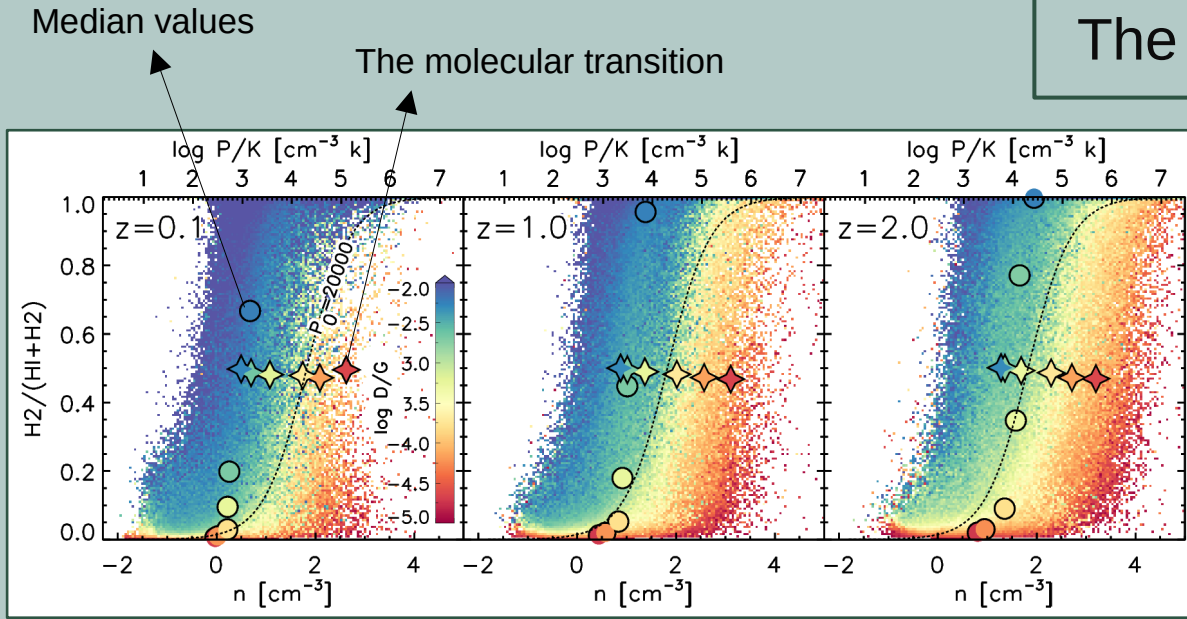 Median values
The molecular transition
The
log P/K [cm⁻³ k]
log P/K [cm⁻³ k]
log P/K [cm⁻³ k]
1 2 3 4 5 6 7
1 2 3 4 5 6 7
1 2 3 4 5 6 7
1.0
0.8
0.6
0.4
0.2
0.0
H2/(HI+H2)
z=0.1
z=1.0
z=2.0
P₀=20000
log D/G
−2.0
−2.5
3.0
3.5
−4.0
−4.5
5.0
−2 0 2 4
−2 0 2 4
−2 0 2 4
n [cm⁻³]
n [cm⁻³]
n [cm⁻³]